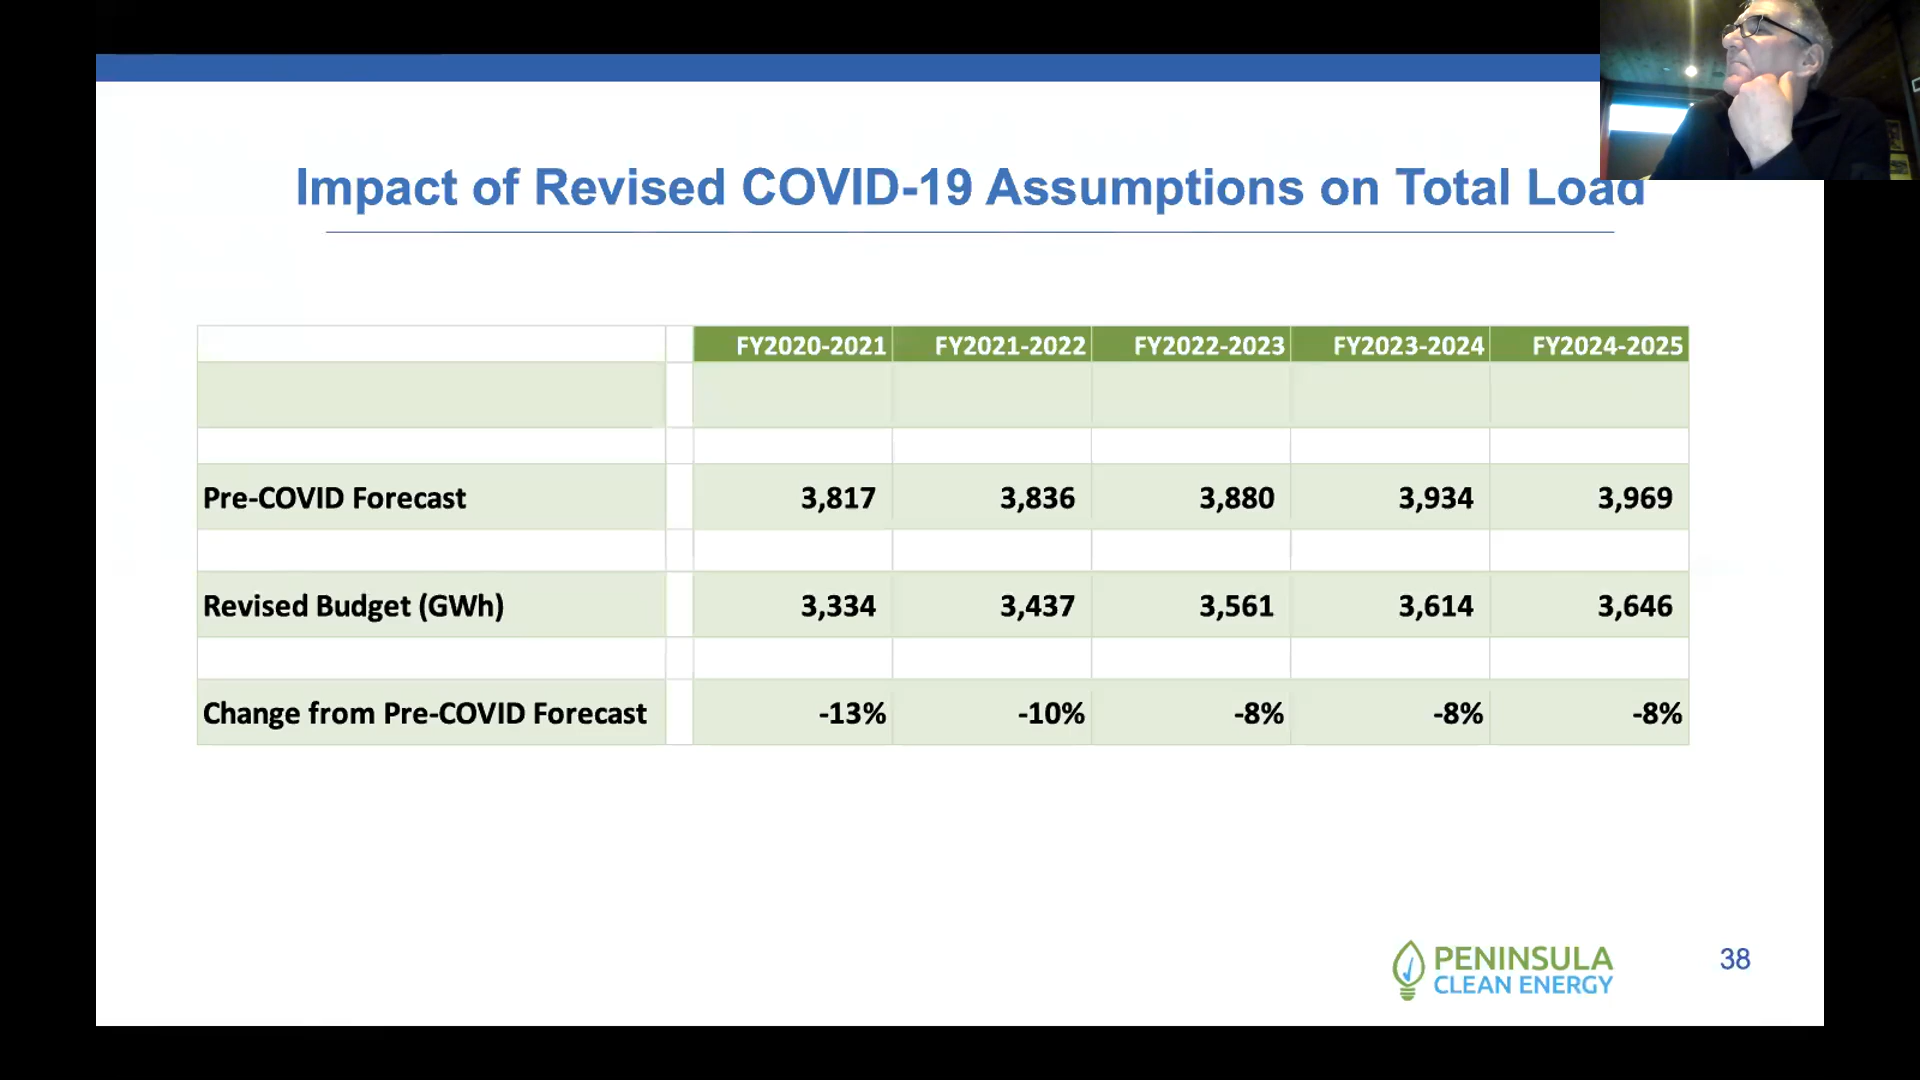 Impact of Revised COVID-19 Assumptions on Total Load
FY2020-2021 FY2021-2022 FY2022-2023 FY2023-2024 FY2024-2025
Pre-COVID Forecast 3,817 3,836 3,880 3,934 3,969
Revised Budget (GWh) 3,334 3,437 3,561 3,614 3,646
Change from Pre-COVID Forecast -13% -10% -8% -8% -8%
PENINSULA
CLEAN ENERGY
38